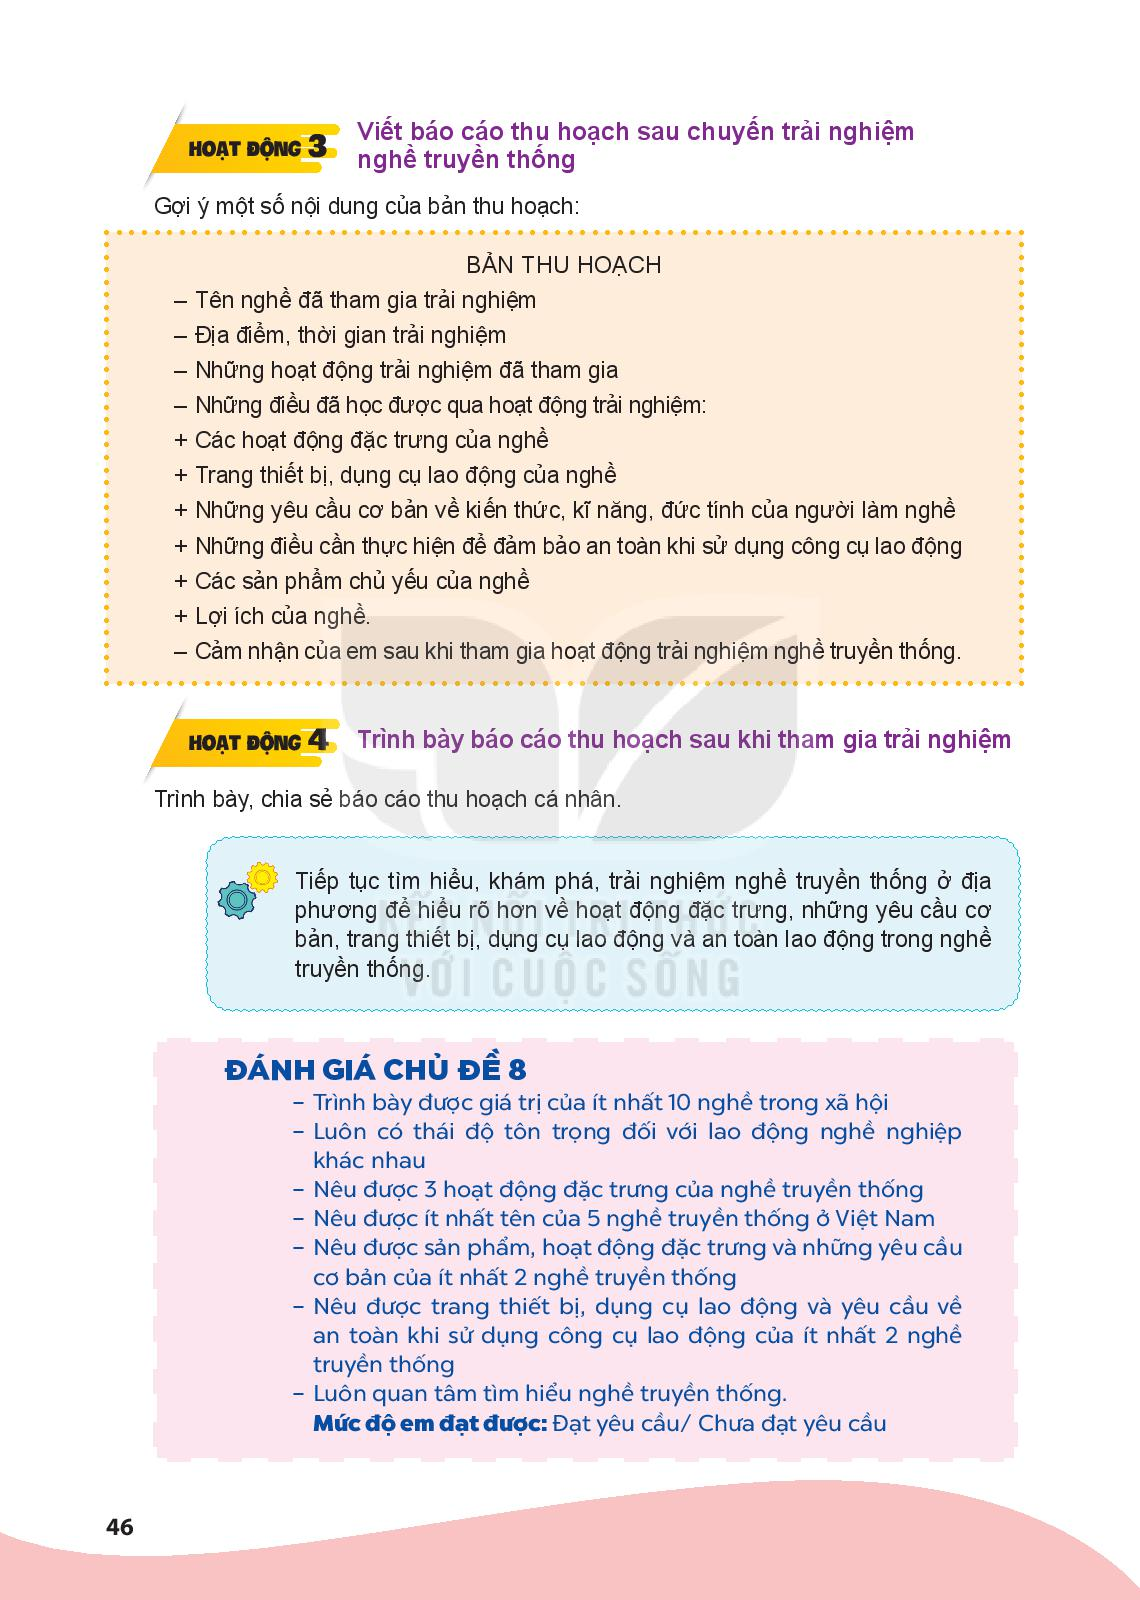 HOẠT ĐỘNG 3
Viết báo cáo thu hoạch sau chuyến trải nghiệm
nghề truyền thống
Gợi ý một số nội dung của bản thu hoạch:
BẢN THU HOẠCH
– Tên nghề đã tham gia trải nghiệm
– Địa điểm, thời gian trải nghiệm
– Những hoạt động trải nghiệm đã tham gia
– Những điều đã học được qua hoạt động trải nghiệm:
+ Các hoạt động đặc trưng của nghề
+ Trang thiết bị, dụng cụ lao động của nghề
+ Những yêu cầu cơ bản về kiến thức, kĩ năng, đức tính của người làm nghề
+ Những điều cần thực hiện để đảm bảo an toàn khi sử dụng công cụ lao động
+ Các sản phẩm chủ yếu của nghề
+ Lợi ích của nghề.
– Cảm nhận của em sau khi tham gia hoạt động trải nghiệm nghề truyền thống.
HOẠT ĐỘNG 4
Trình bày báo cáo thu hoạch sau khi tham gia trải nghiệm
Trình bày, chia sẻ báo cáo thu hoạch cá nhân.
Tiếp tục tìm hiểu, khám phá, trải nghiệm nghề truyền thống ở địa
phương để hiểu rõ hơn về hoạt động đặc trưng, những yêu cầu cơ
bản, trang thiết bị, dụng cụ lao động và an toàn lao động trong nghề
truyền thống.
KẾT NỐI TRI THỨC
VỚI CUỘC SỐNG
ĐÁNH GIÁ CHỦ ĐỀ 8
– Trình bày được giá trị của ít nhất 10 nghề trong xã hội
– Luôn có thái độ tôn trọng đối với lao động nghề nghiệp
khác nhau
– Nêu được 3 hoạt động đặc trưng của nghề truyền thống
– Nêu được ít nhất tên của 5 nghề truyền thống ở Việt Nam
– Nêu được sản phẩm, hoạt động đặc trưng và những yêu cầu
cơ bản của ít nhất 2 nghề truyền thống
– Nêu được trang thiết bị, dụng cụ lao động và yêu cầu về
an toàn khi sử dụng công cụ lao động của ít nhất 2 nghề
truyền thống
– Luôn quan tâm tìm hiểu nghề truyền thống.
Mức độ em đạt được: Đạt yêu cầu/ Chưa đạt yêu cầu
46